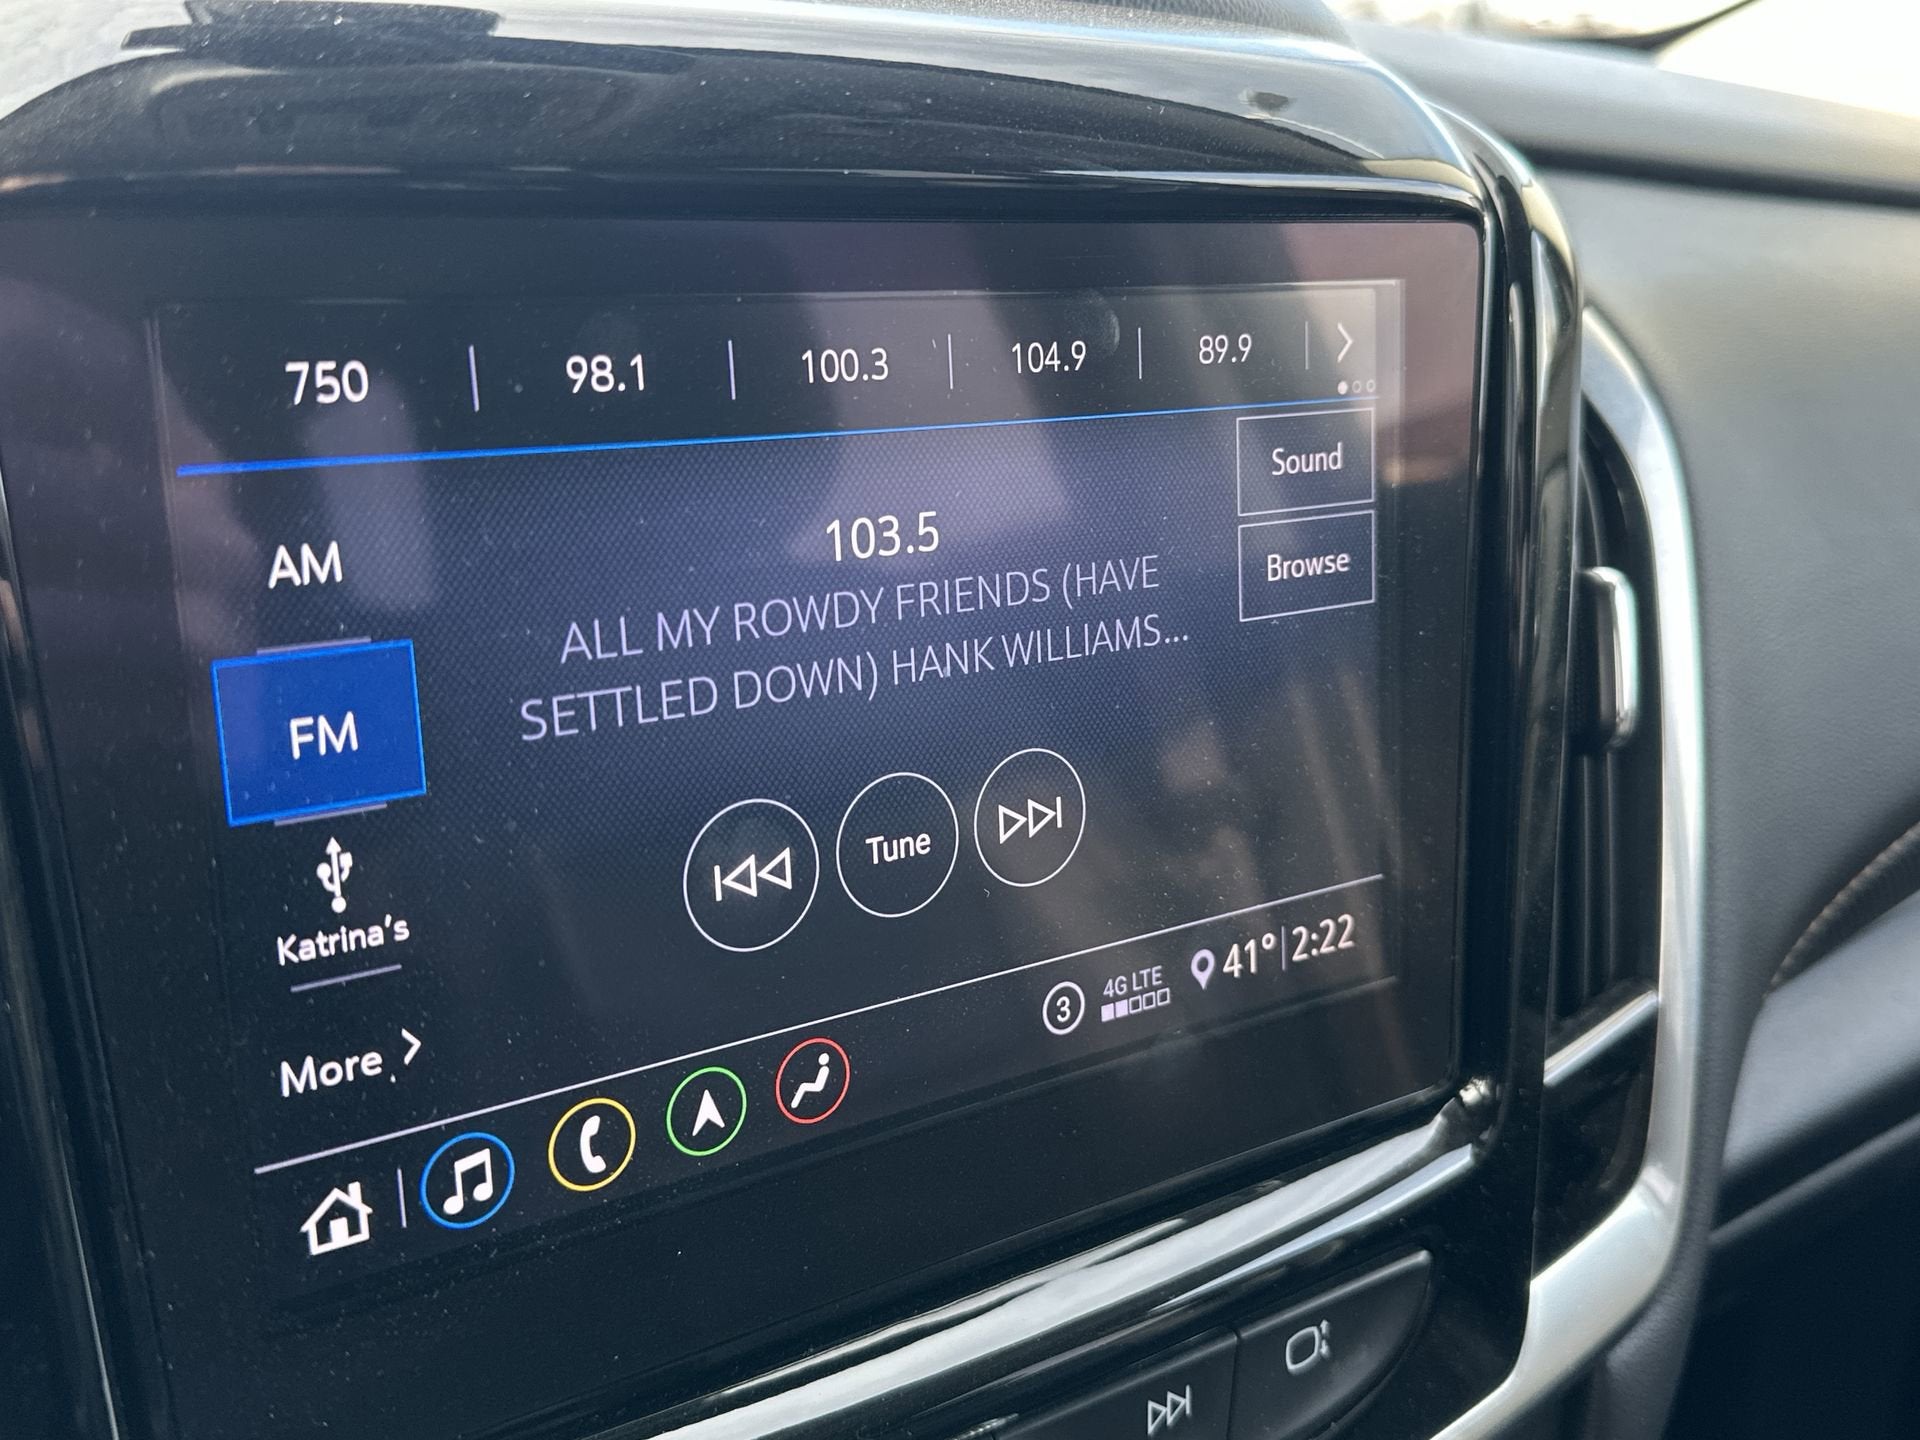 750 98.1 100.3 104.9 89.9
Sound
Browse
103.5
ALL MY ROWDY FRIENDS (HAVE
SETTLED DOWN) HANK WILLIAMS...
AM
FM
Katrina's
More
Tune
3 4G LTE 41° 2:22